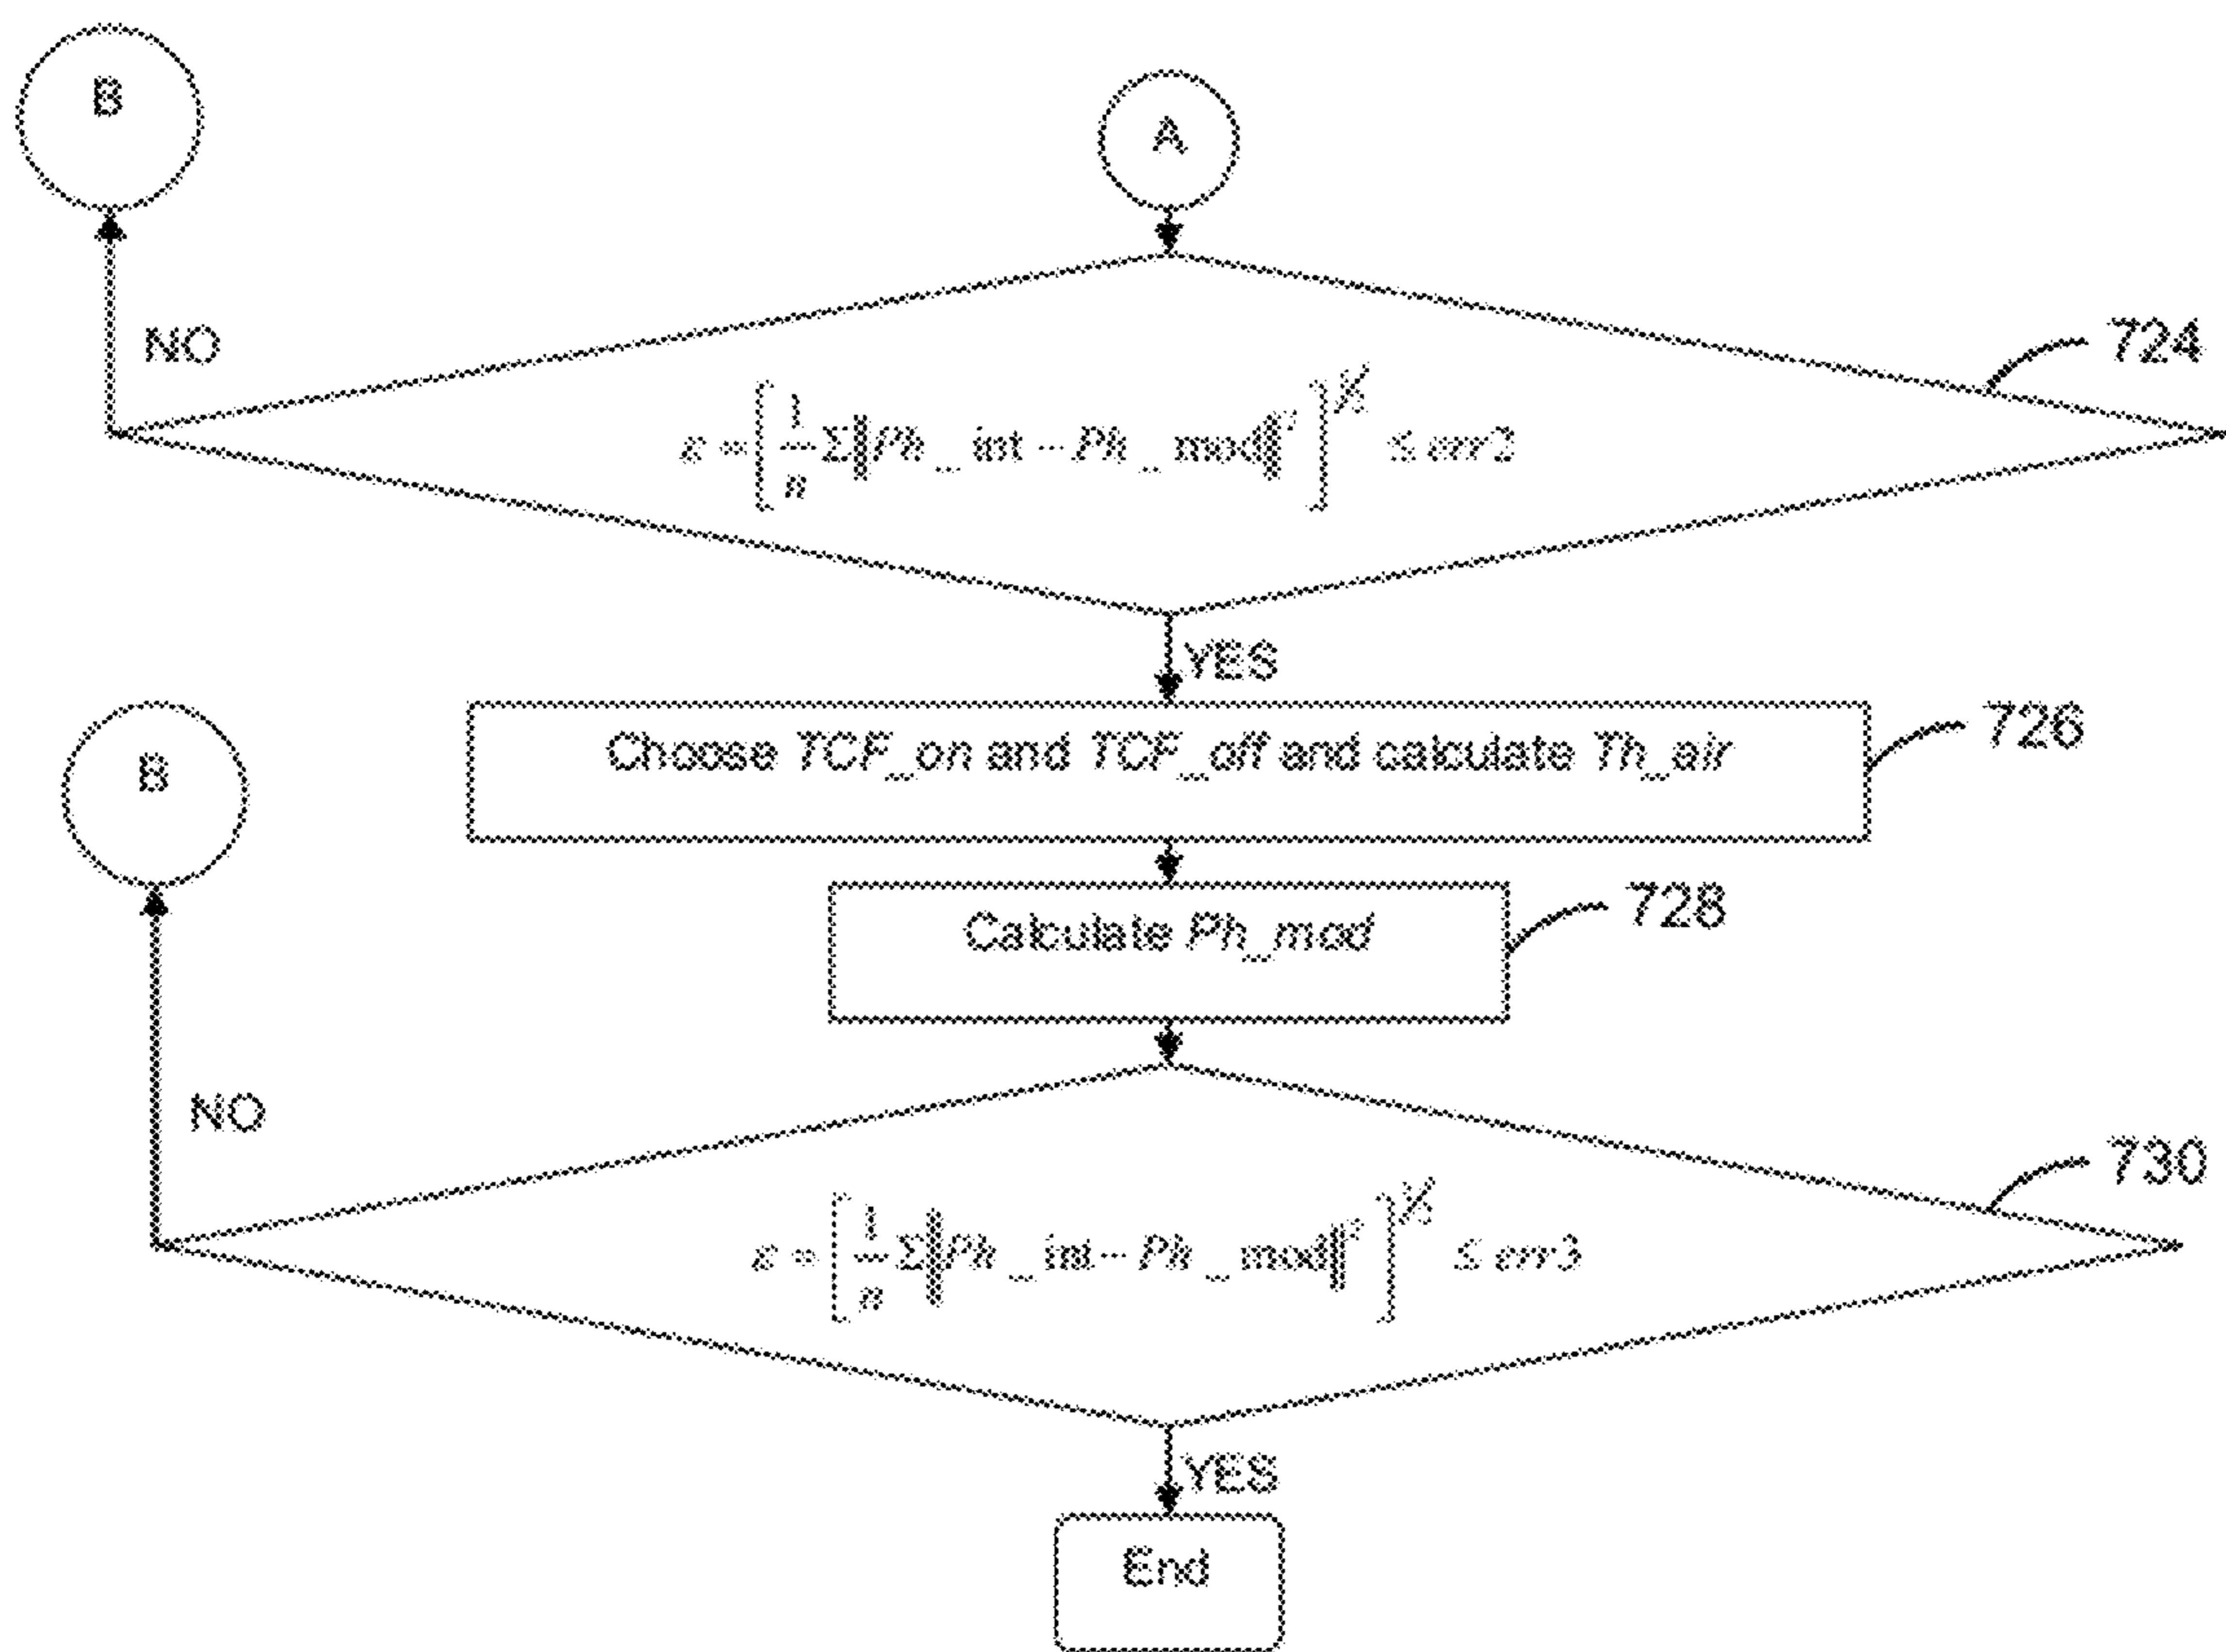 B
A
NO
724
ε = [ 1/n Σ‖Ph_int − Ph_mod‖² ]^½ ≤ err2
YES
Choose TCF_on and TCF_off and calculate Th_air
726
B
Calculate Ph_mod
728
NO
730
ε = [ 1/n Σ‖Ph_int − Ph_mod‖² ]^½ ≤ err3
YES
End